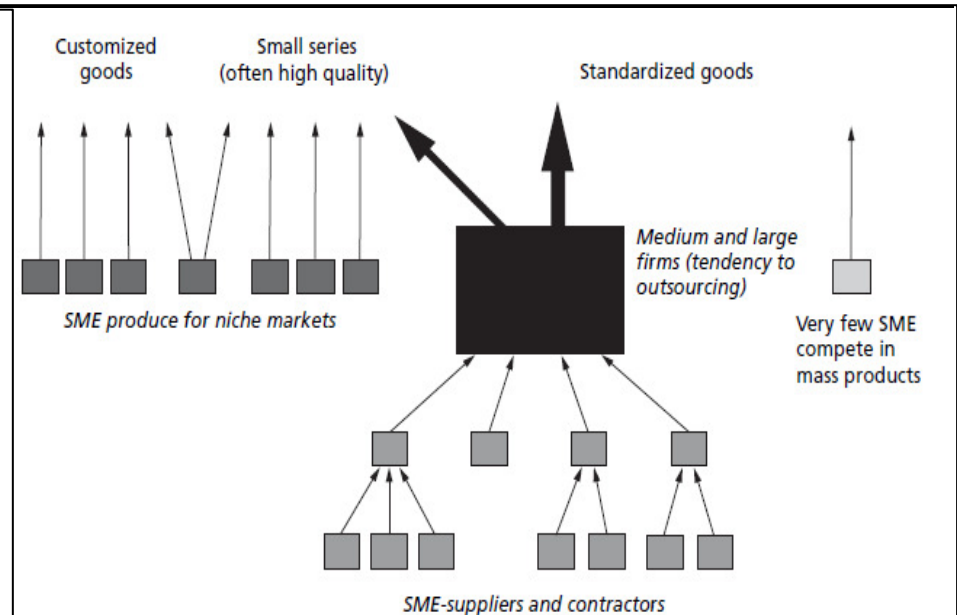 Customized
goods
Small series
(often high quality)
Standardized goods
Medium and large
firms (tendency to
outsourcing)
SME produce for niche markets
Very few SME
compete in
mass products
SME-suppliers and contractors